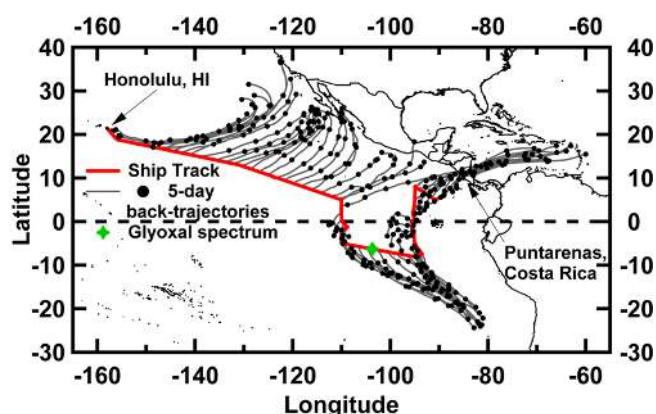 -160 -140 -120 -100 -80 -60
40 40
30 30
20 20
10 10
0 0
-10 -10
-20 -20
-30 -30
-160 -140 -120 -100 -80 -60
Latitude
Latitude
Longitude
Honolulu, HI
Ship Track
5-day
back-trajectories
Glyoxal spectrum
Puntarenas,
Costa Rica